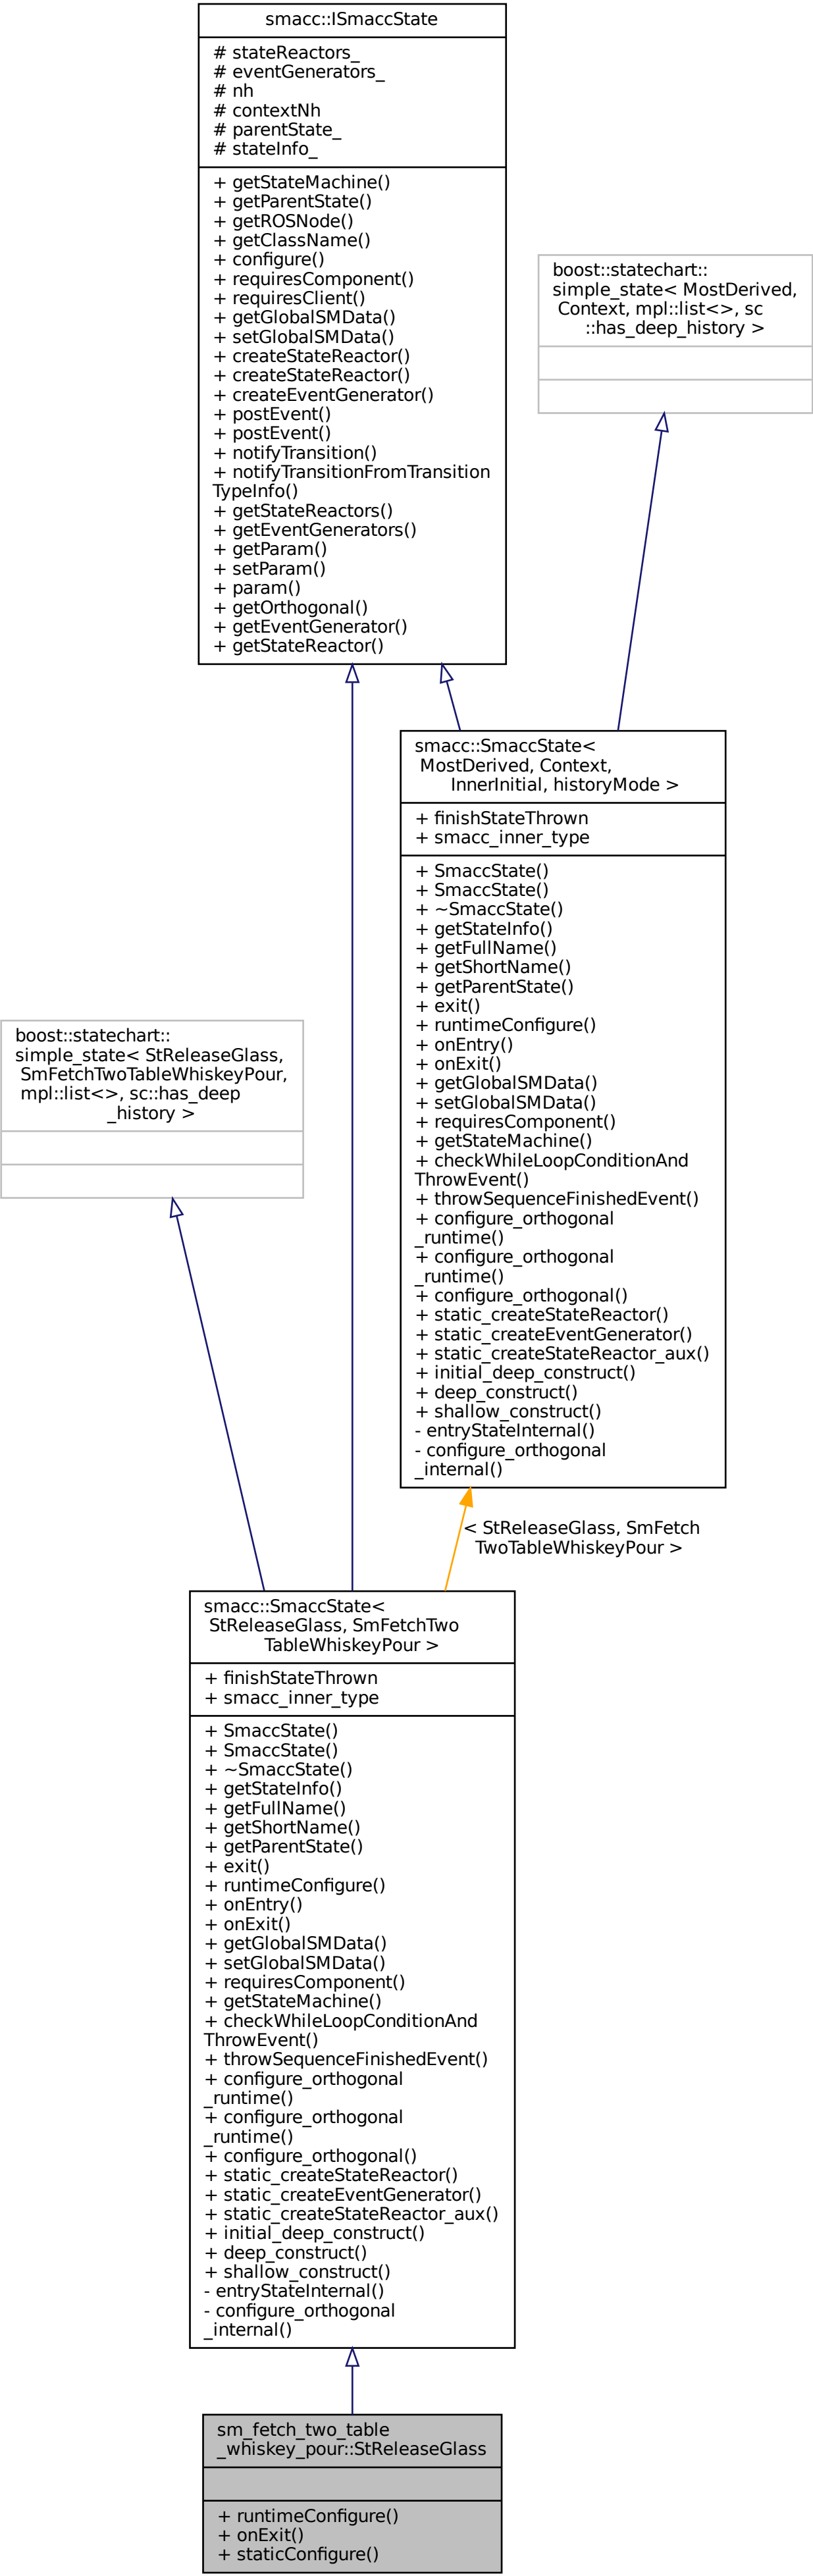 smacc::ISmaccState
# stateReactors_
# eventGenerators_
# nh
# contextNh
# parentState_
# stateInfo_
+ getStateMachine()
+ getParentState()
+ getROSNode()
+ getClassName()
+ configure()
+ requiresComponent()
+ requiresClient()
+ getGlobalSMData()
+ setGlobalSMData()
+ createStateReactor()
+ createStateReactor()
+ createEventGenerator()
+ postEvent()
+ postEvent()
+ notifyTransition()
+ notifyTransitionFromTransition
TypeInfo()
+ getStateReactors()
+ getEventGenerators()
+ getParam()
+ setParam()
+ param()
+ getOrthogonal()
+ getEventGenerator()
+ getStateReactor()
boost::statechart::
simple_state< MostDerived,
Context, mpl::list<>, sc
::has_deep_history >
smacc::SmaccState<
MostDerived, Context,
InnerInitial, historyMode >
+ finishStateThrown
+ smacc_inner_type
+ SmaccState()
+ SmaccState()
+ ~SmaccState()
+ getStateInfo()
+ getFullName()
+ getShortName()
+ getParentState()
+ exit()
+ runtimeConfigure()
+ onEntry()
+ onExit()
+ getGlobalSMData()
+ setGlobalSMData()
+ requiresComponent()
+ getStateMachine()
+ checkWhileLoopConditionAnd
ThrowEvent()
+ throwSequenceFinishedEvent()
+ configure_orthogonal
_runtime()
+ configure_orthogonal
_runtime()
+ configure_orthogonal()
+ static_createStateReactor()
+ static_createEventGenerator()
+ static_createStateReactor_aux()
+ initial_deep_construct()
+ deep_construct()
+ shallow_construct()
- entryStateInternal()
- configure_orthogonal
_internal()
boost::statechart::
simple_state< StReleaseGlass,
SmFetchTwoTableWhiskeyPour,
mpl::list<>, sc::has_deep
_history >
< StReleaseGlass, SmFetch
TwoTableWhiskeyPour >
smacc::SmaccState<
StReleaseGlass, SmFetchTwo
TableWhiskeyPour >
+ finishStateThrown
+ smacc_inner_type
+ SmaccState()
+ SmaccState()
+ ~SmaccState()
+ getStateInfo()
+ getFullName()
+ getShortName()
+ getParentState()
+ exit()
+ runtimeConfigure()
+ onEntry()
+ onExit()
+ getGlobalSMData()
+ setGlobalSMData()
+ requiresComponent()
+ getStateMachine()
+ checkWhileLoopConditionAnd
ThrowEvent()
+ throwSequenceFinishedEvent()
+ configure_orthogonal
_runtime()
+ configure_orthogonal
_runtime()
+ configure_orthogonal()
+ static_createStateReactor()
+ static_createEventGenerator()
+ static_createStateReactor_aux()
+ initial_deep_construct()
+ deep_construct()
+ shallow_construct()
- entryStateInternal()
- configure_orthogonal
_internal()
sm_fetch_two_table
_whiskey_pour::StReleaseGlass
+ runtimeConfigure()
+ onExit()
+ staticConfigure()